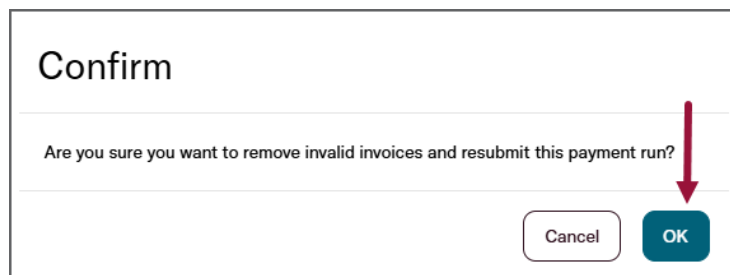 Confirm
Are you sure you want to remove invalid invoices and resubmit this payment run?
Cancel
OK